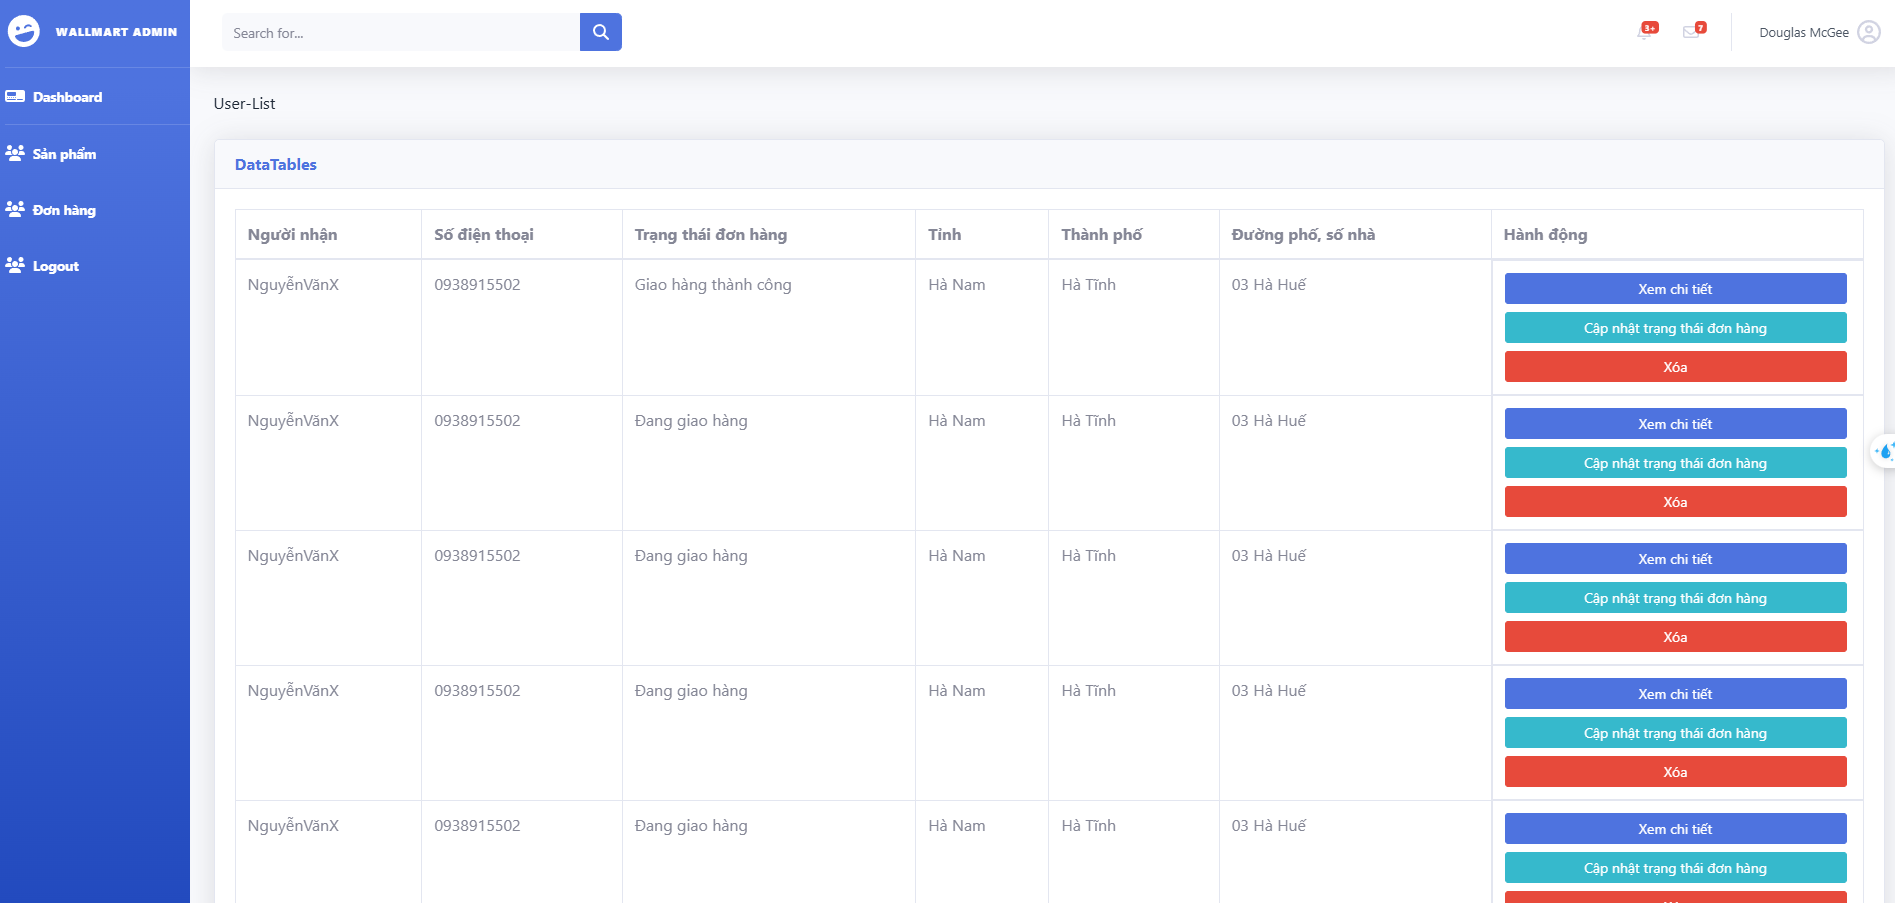 WALLMART ADMIN
Search for...
3+
7
Douglas McGee
Dashboard
Sản phẩm
Đơn hàng
Logout
User-List
DataTables
Người nhận Số điện thoại Trạng thái đơn hàng Tỉnh Thành phố Đường phố, số nhà Hành động
NguyễnVănX 0938915502 Giao hàng thành công Hà Nam Hà Tĩnh 03 Hà Huế Xem chi tiết
Cập nhật trạng thái đơn hàng
Xóa
NguyễnVănX 0938915502 Đang giao hàng Hà Nam Hà Tĩnh 03 Hà Huế Xem chi tiết
Cập nhật trạng thái đơn hàng
Xóa
NguyễnVănX 0938915502 Đang giao hàng Hà Nam Hà Tĩnh 03 Hà Huế Xem chi tiết
Cập nhật trạng thái đơn hàng
Xóa
NguyễnVănX 0938915502 Đang giao hàng Hà Nam Hà Tĩnh 03 Hà Huế Xem chi tiết
Cập nhật trạng thái đơn hàng
Xóa
NguyễnVănX 0938915502 Đang giao hàng Hà Nam Hà Tĩnh 03 Hà Huế Xem chi tiết
Cập nhật trạng thái đơn hàng